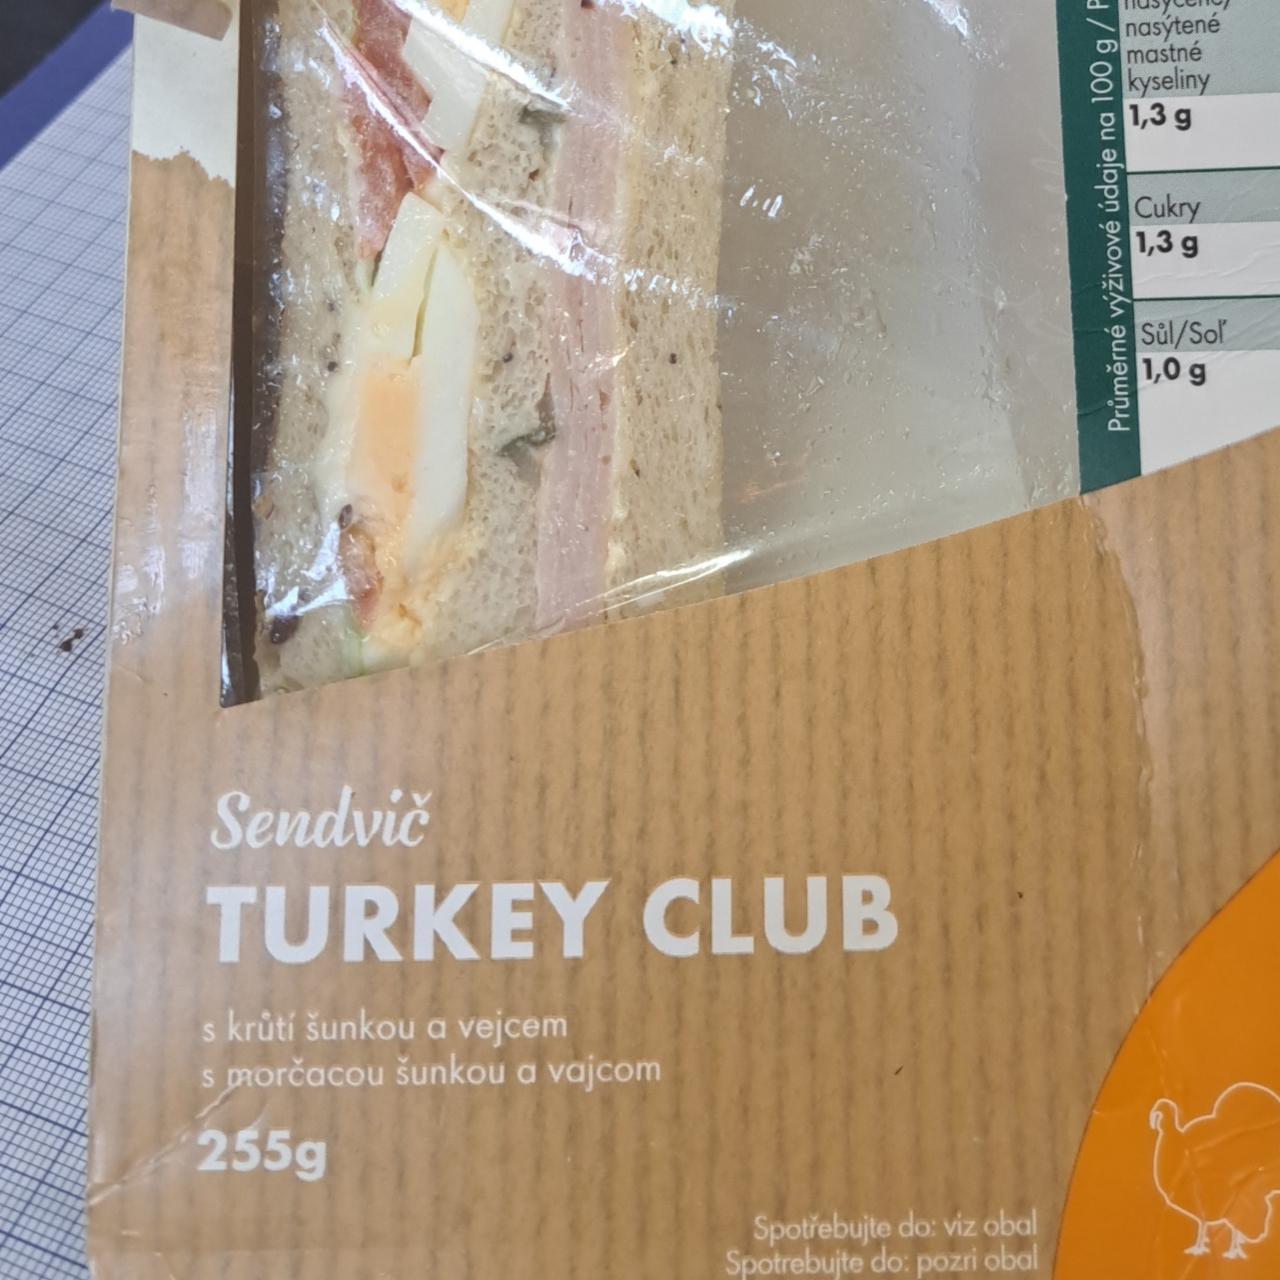 nasýtené
mastné
kyseliny
1,3 g
Cukry
1,3 g
Sůl/Soľ
1,0 g
Průměrné výživové údaje na 100 g /
Sendvič
TURKEY CLUB
s krůtí šunkou a vejcem
s morčacou šunkou a vajcom
255g
Spotřebujte do: viz obal
Spotrebujte do: pozri obal